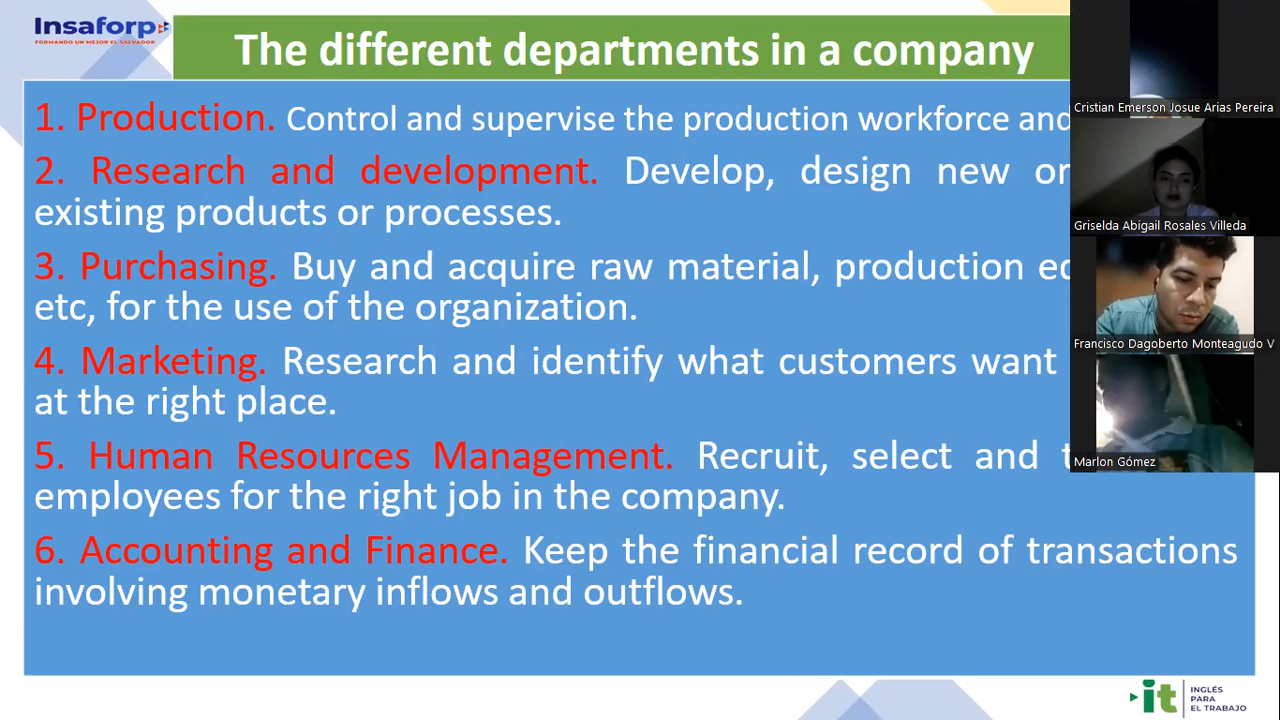 Insaforp
FORMANDO UN MEJOR EL SALVADOR
The different departments in a company
1. Production. Control and supervise the production workforce and
2. Research and development. Develop, design new or
existing products or processes.
3. Purchasing. Buy and acquire raw material, production
etc, for the use of the organization.
4. Marketing. Research and identify what customers want
at the right place.
5. Human Resources Management. Recruit, select and
employees for the right job in the company.
6. Accounting and Finance. Keep the financial record of transactions
involving monetary inflows and outflows.
Cristian Emerson Josue Arias Pereira
Griselda Abigail Rosales Villeda
Francisco Dagoberto Monteagudo V
Marlon Gómez
it
INGLÉS
PARA
EL TRABAJO